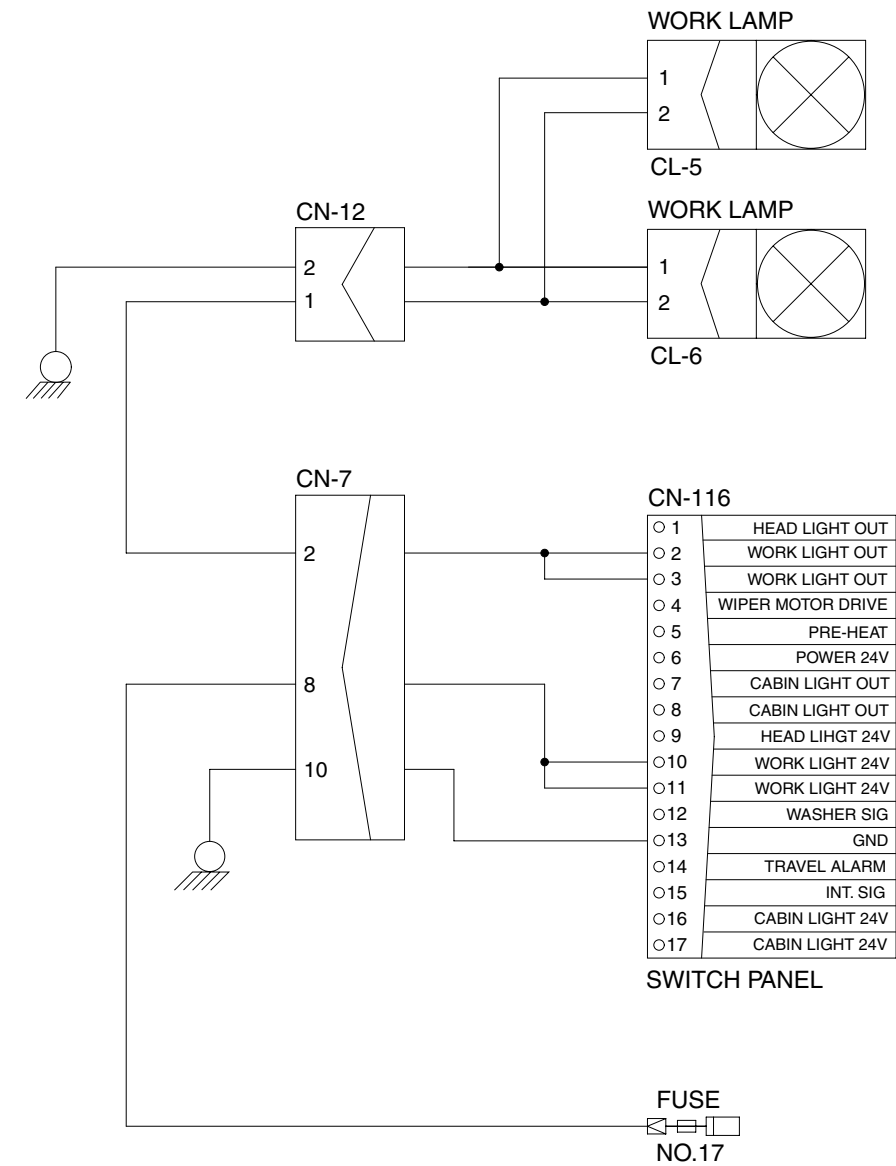 WORK LAMP
1
2
CL-5
CN-12
2
1
WORK LAMP
1
2
CL-6
CN-7
2
8
10
CN-116
1 HEAD LIGHT OUT
2 WORK LIGHT OUT
3 WORK LIGHT OUT
4 WIPER MOTOR DRIVE
5 PRE-HEAT
6 POWER 24V
7 CABIN LIGHT OUT
8 CABIN LIGHT OUT
9 HEAD LIHGT 24V
10 WORK LIGHT 24V
11 WORK LIGHT 24V
12 WASHER SIG
13 GND
14 TRAVEL ALARM
15 INT. SIG
16 CABIN LIGHT 24V
17 CABIN LIGHT 24V
SWITCH PANEL
FUSE
NO.17